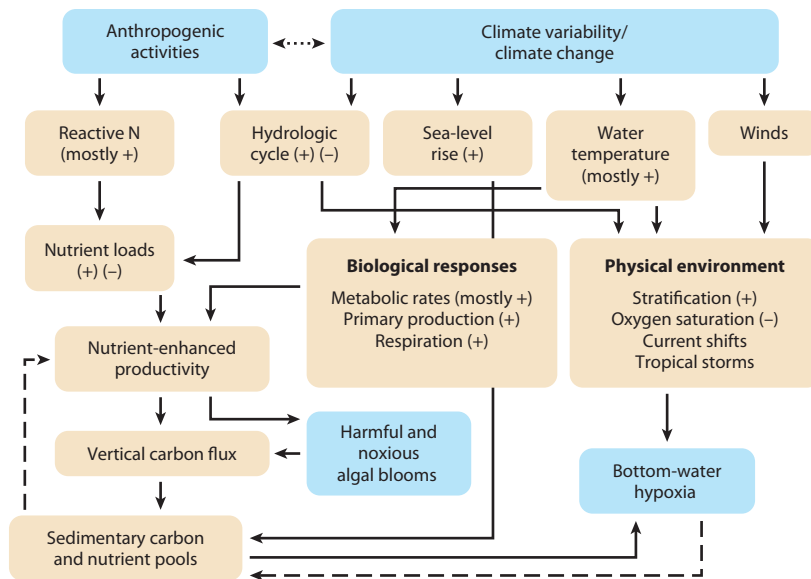 Anthropogenic
activities
Climate variability/
climate change
Reactive N
(mostly +)
Hydrologic
cycle (+) (–)
Sea-level
rise (+)
Water
temperature
(mostly +)
Winds
Nutrient loads
(+) (–)
Biological responses
Metabolic rates (mostly +)
Primary production (+)
Respiration (+)
Physical environment
Stratification (+)
Oxygen saturation (–)
Current shifts
Tropical storms
Nutrient-enhanced
productivity
Vertical carbon flux
Harmful and
noxious
algal blooms
Bottom-water
hypoxia
Sedimentary carbon
and nutrient pools